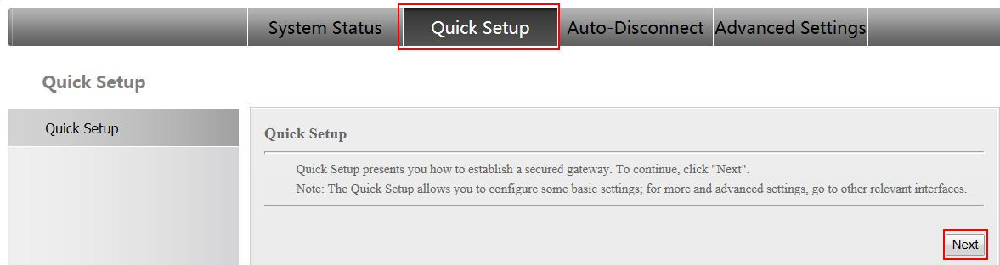 System Status Quick Setup Auto-Disconnect Advanced Settings
Quick Setup
Quick Setup
Quick Setup
Quick Setup presents you how to establish a secured gateway. To continue, click "Next".
Note: The Quick Setup allows you to configure some basic settings; for more and advanced settings, go to other relevant interfaces.
Next